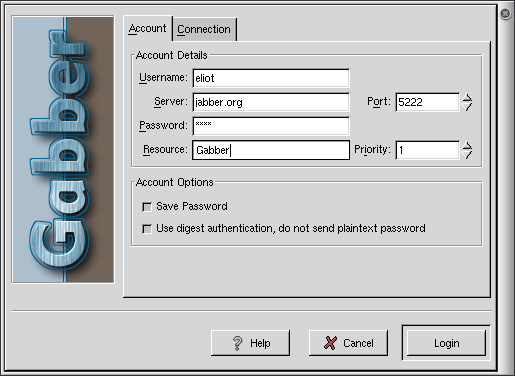 Gabber
Account Connection
Account Details
Username: eliot
Server: jabber.org Port: 5222
Password: ****
Resource: Gabber Priority: 1
Account Options
Save Password
Use digest authentication, do not send plaintext password
? Help Cancel Login